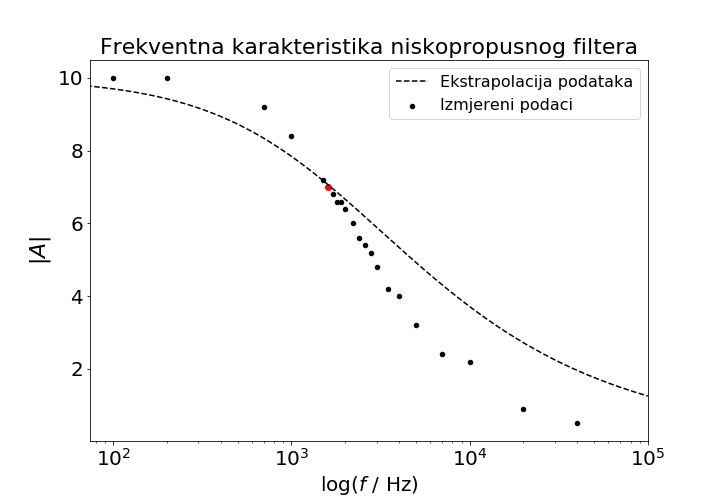 Frekventna karakteristika niskopropusnog filtera
Ekstrapolacija podataka
Izmjereni podaci
10
8
6
4
2
|A|
10² 10³ 10⁴ 10⁵
log(f / Hz)